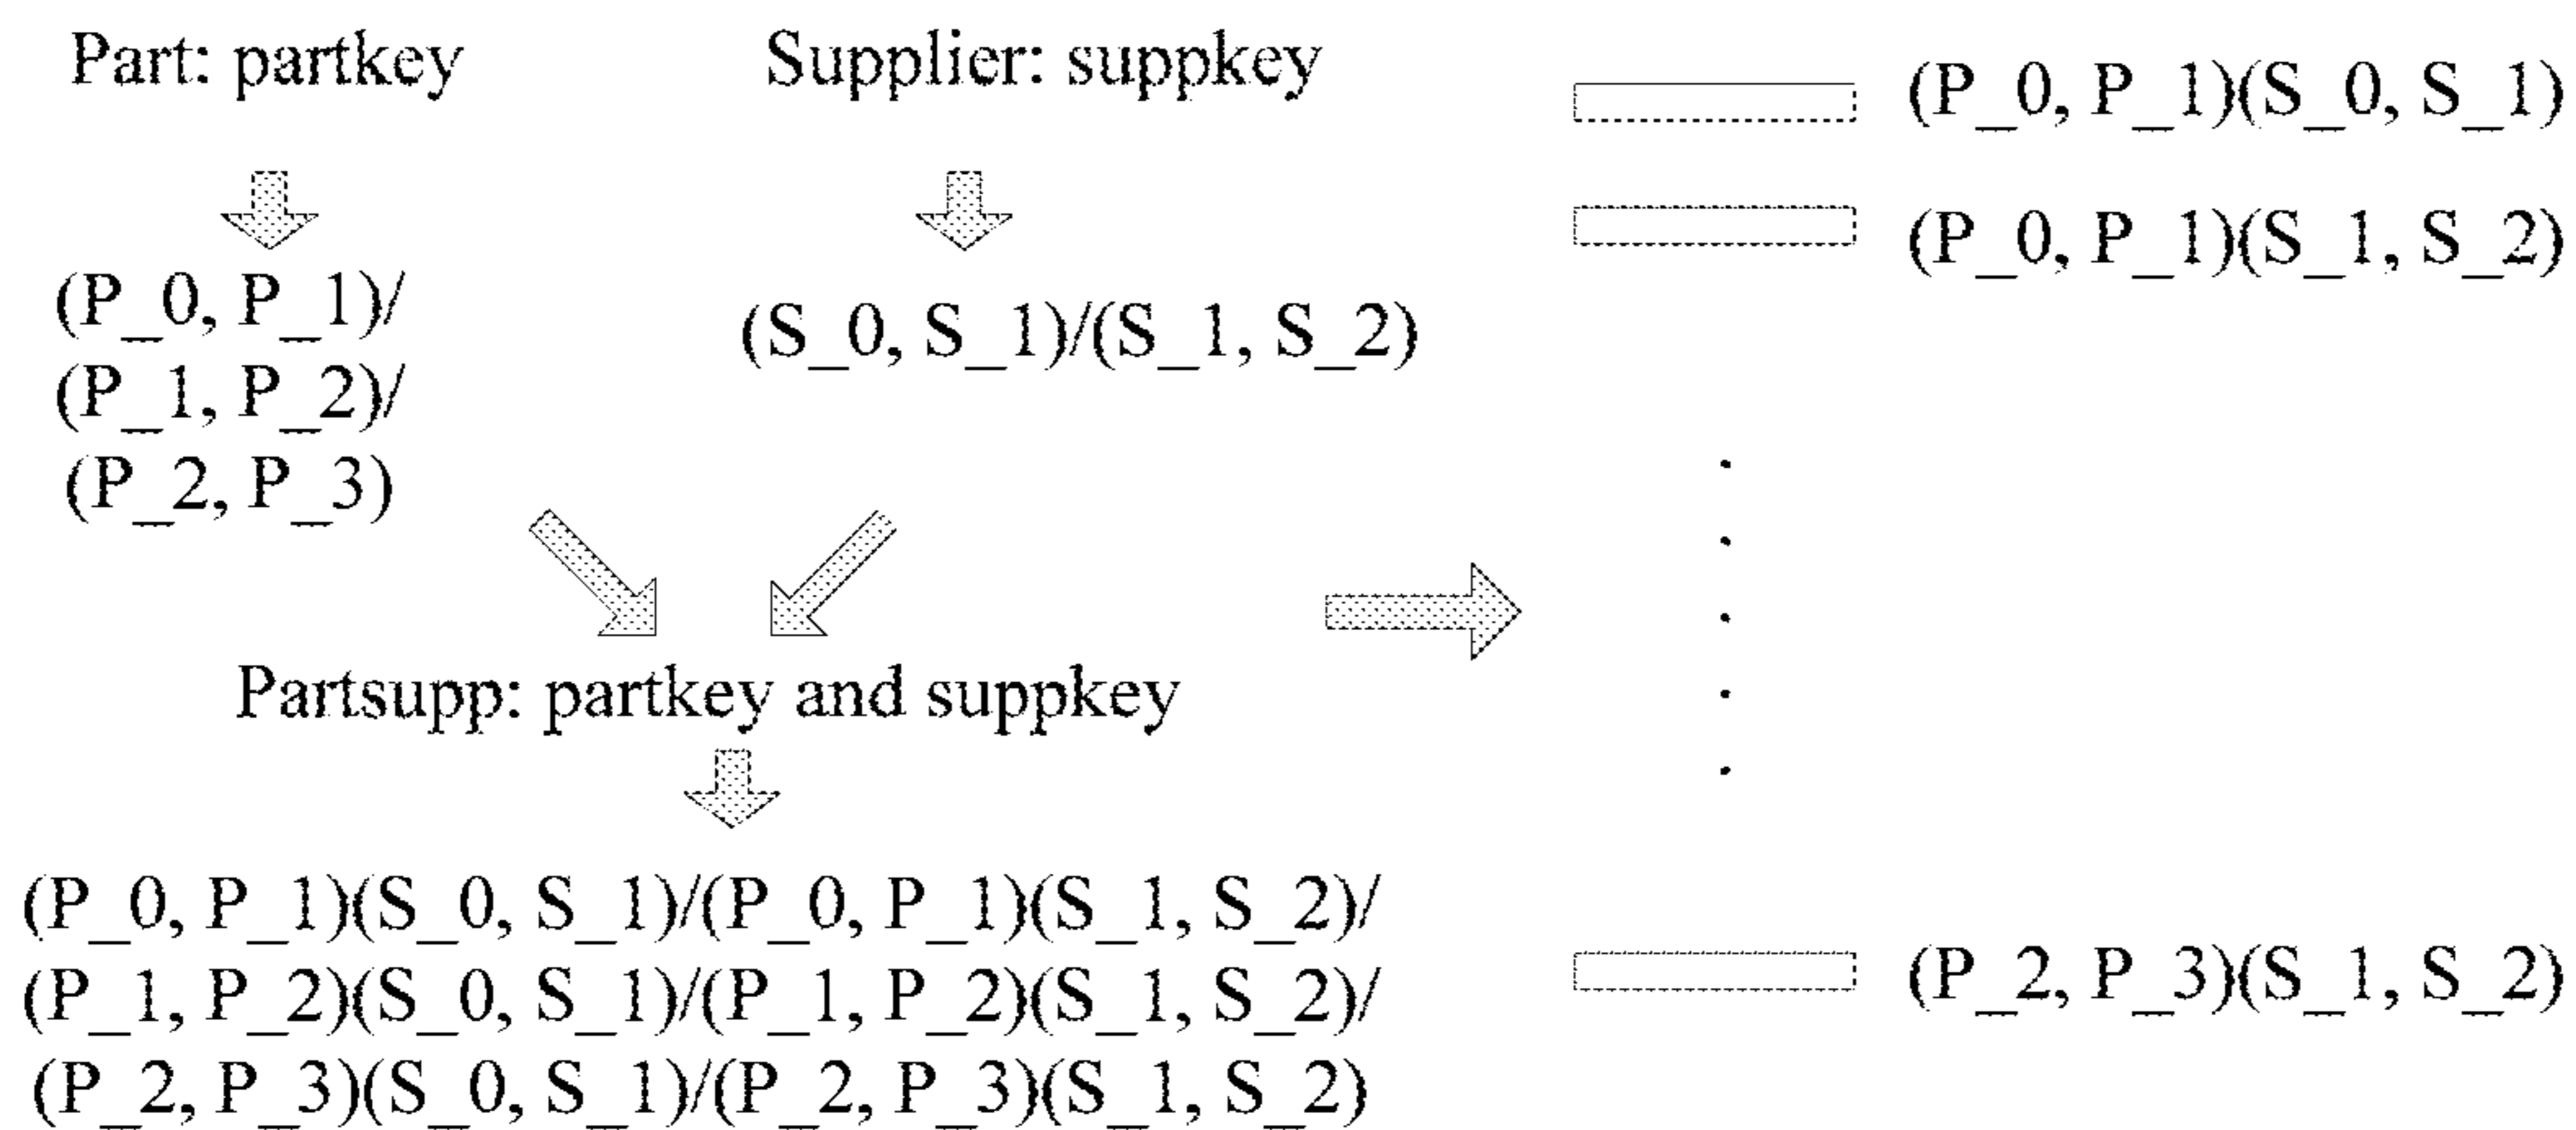 Part: partkey
(P_0, P_1)/
(P_1, P_2)/
(P_2, P_3)
Supplier: suppkey
(S_0, S_1)/(S_1, S_2)
Partsupp: partkey and suppkey
(P_0, P_1)(S_0, S_1)/(P_0, P_1)(S_1, S_2)/
(P_1, P_2)(S_0, S_1)/(P_1, P_2)(S_1, S_2)/
(P_2, P_3)(S_0, S_1)/(P_2, P_3)(S_1, S_2)
(P_0, P_1)(S_0, S_1)
(P_0, P_1)(S_1, S_2)
(P_2, P_3)(S_1, S_2)